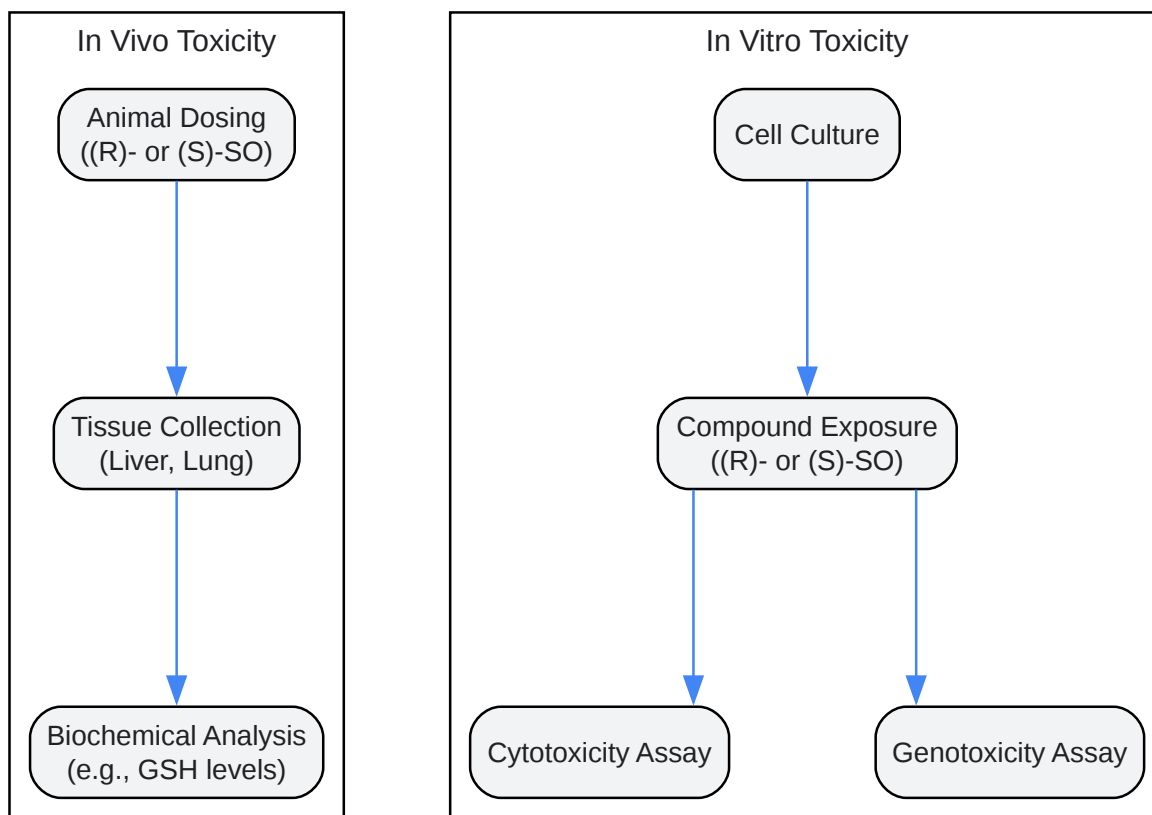 In Vivo Toxicity
Animal Dosing
((R)- or (S)-SO)
Tissue Collection
(Liver, Lung)
Biochemical Analysis
(e.g., GSH levels)
In Vitro Toxicity
Cell Culture
Compound Exposure
((R)- or (S)-SO)
Cytotoxicity Assay
Genotoxicity Assay